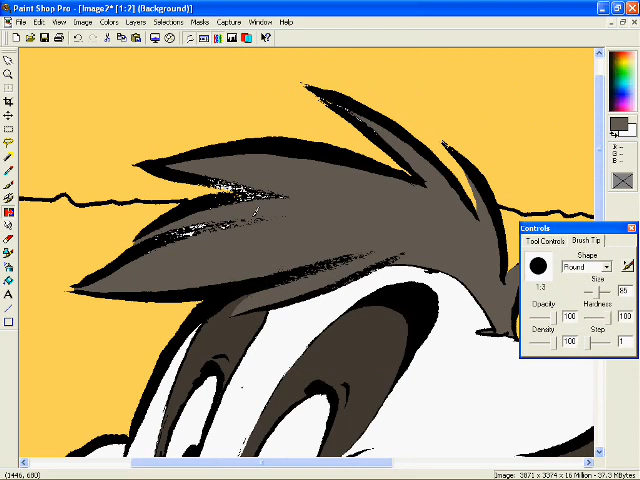 Paint Shop Pro - [Image2* [1:2] (Background)]
File Edit View Image Colors Layers Selections Masks Capture Window Help
Controls
Tool Controls Brush Tip
Shape
Round
Size
1:3 85
Opacity Hardness
100 100
Density Step
100 1
R --
G --
B --
(1446, 680) Image: 3871 x 3374 x 16 Million - 37.3 MBytes